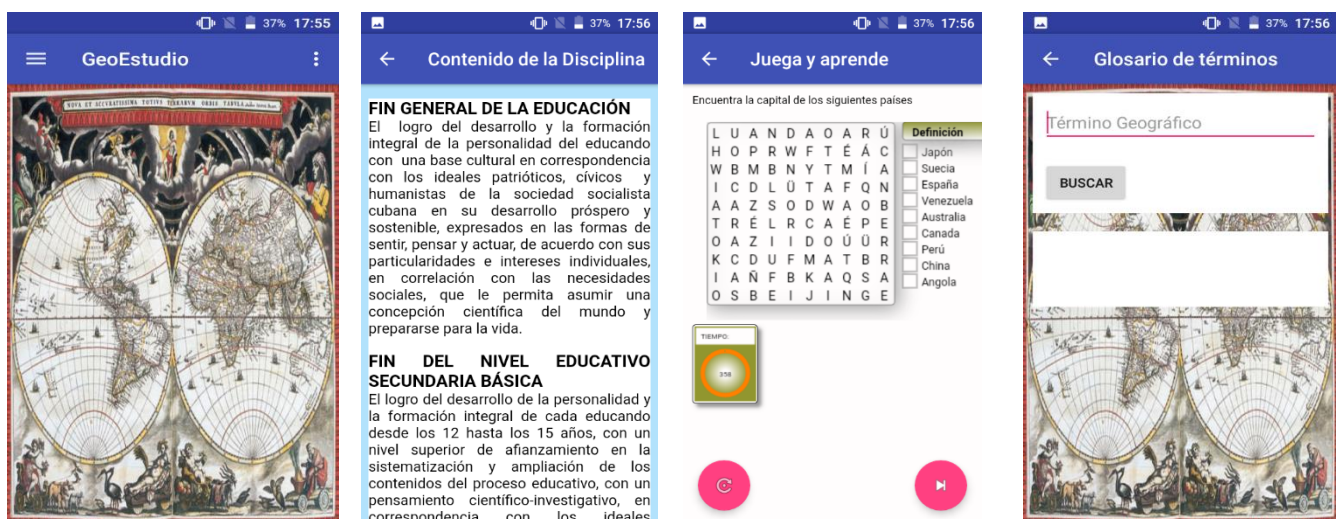 37% 17:55
GeoEstudio
NOVA ET ACCVRATISSIMA TOTIVS TERRARVM ORBIS TABVLA
37% 17:56
Contenido de la Disciplina
FIN GENERAL DE LA EDUCACIÓN
El logro del desarrollo y la formación
integral de la personalidad del educando
con una base cultural en correspondencia
con los ideales patrióticos, cívicos y
humanistas de la sociedad socialista
cubana en su desarrollo próspero y
sostenible, expresados en las formas de
sentir, pensar y actuar, de acuerdo con sus
particularidades e intereses individuales,
en correlación con las necesidades
sociales, que le permita asumir una
concepción científica del mundo y
prepararse para la vida.
FIN DEL NIVEL EDUCATIVO
SECUNDARIA BÁSICA
El logro del desarrollo de la personalidad y
la formación integral de cada educando
desde los 12 hasta los 15 años, con un
nivel superior de afianzamiento en la
sistematización y ampliación de los
contenidos del proceso educativo, con un
pensamiento científico-investigativo, en
correspondencia con los ideales
37% 17:56
Juega y aprende
Encuentra la capital de los siguientes países
L U A N D A O A R Ú
H O P R W F T É Á C
W B M B N Y T M Í A
I C D L Ü T A F Q N
A A Z S O D W A O B
T R É L R C A É P E
O A Z I I D O Ú Ü R
K C D U F M A T B R
I A Ñ F B K A Q S A
O S B E I J I N G E
Definición
Japón
Suecia
España
Venezuela
Australia
Canada
Perú
China
Angola
TIEMPO:
3:58
37% 17:56
Glosario de términos
Término Geográfico
BUSCAR